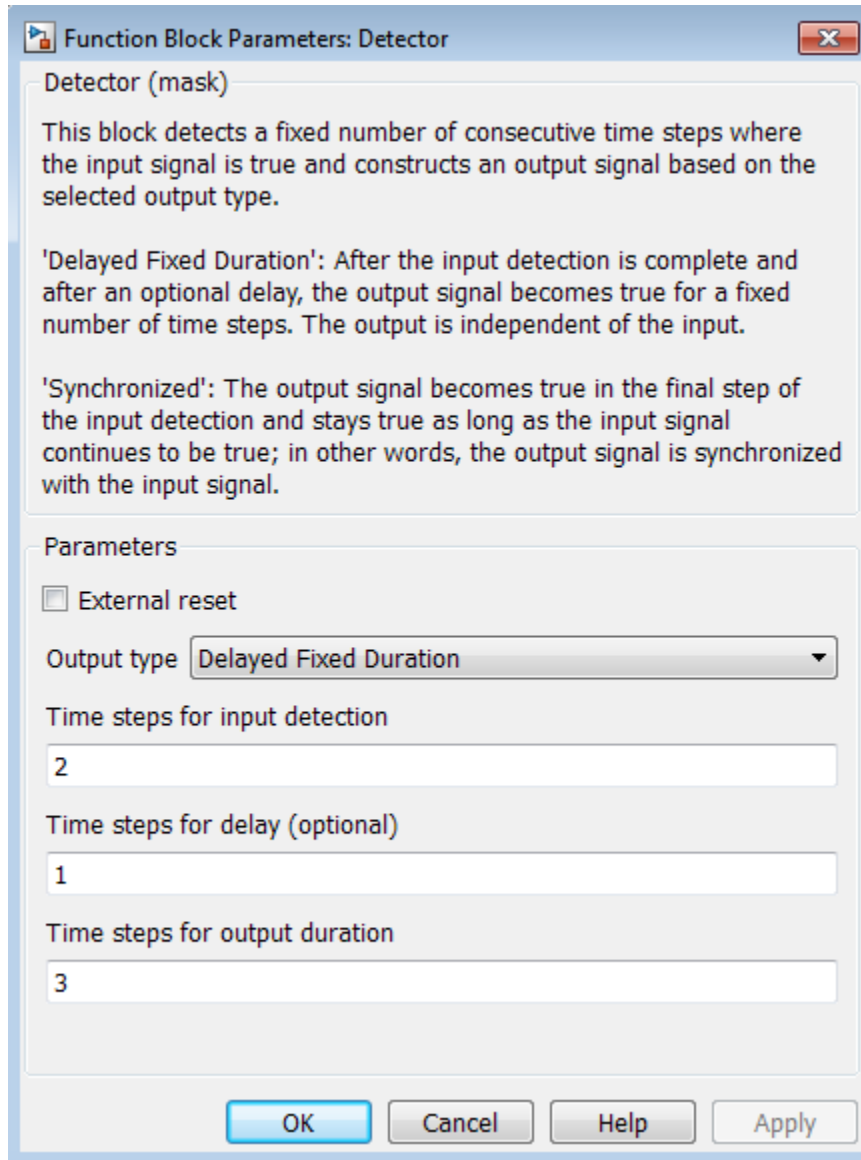 Function Block Parameters: Detector
Detector (mask)
This block detects a fixed number of consecutive time steps where
the input signal is true and constructs an output signal based on the
selected output type.
'Delayed Fixed Duration': After the input detection is complete and
after an optional delay, the output signal becomes true for a fixed
number of time steps. The output is independent of the input.
'Synchronized': The output signal becomes true in the final step of
the input detection and stays true as long as the input signal
continues to be true; in other words, the output signal is synchronized
with the input signal.
Parameters
External reset
Output type Delayed Fixed Duration
Time steps for input detection
2
Time steps for delay (optional)
1
Time steps for output duration
3
OK Cancel Help Apply